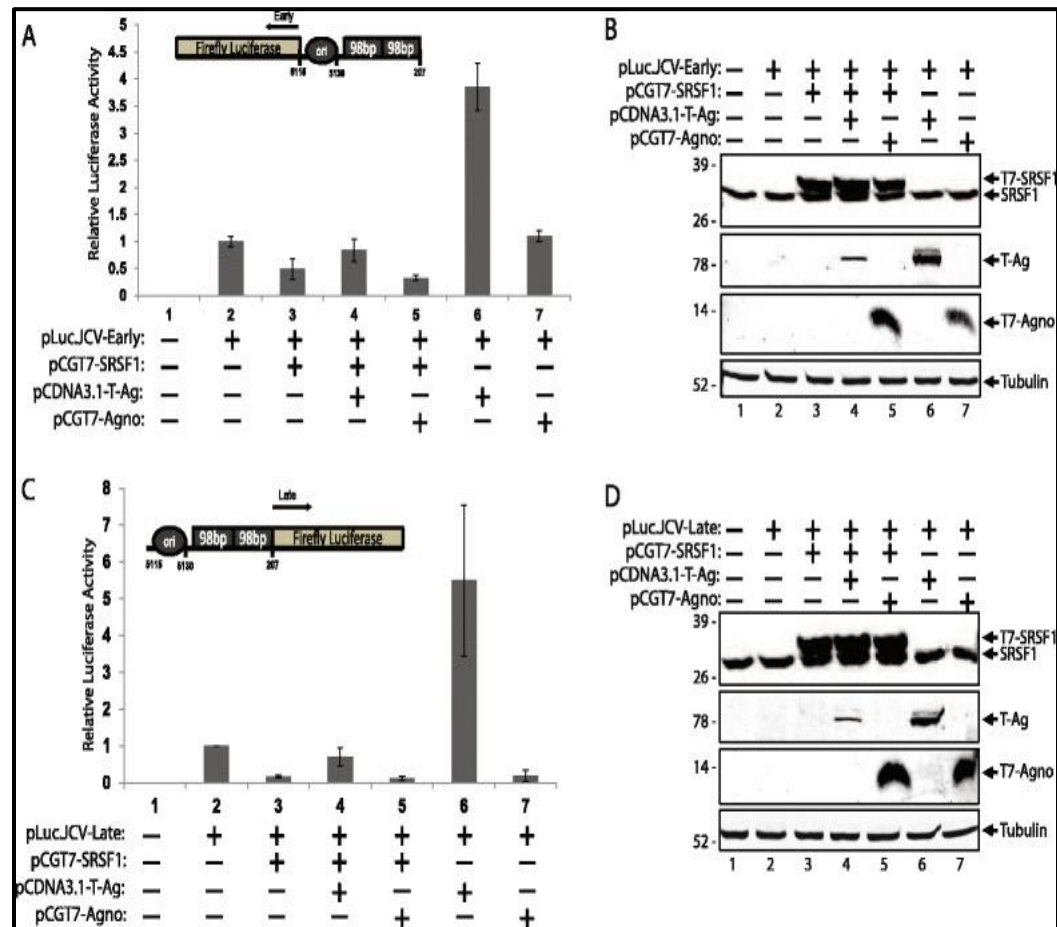 A
Relative Luciferase Activity
5
4.5
4
3.5
3
2.5
2
1.5
1
0.5
0
Early
Firefly Luciferase
ori
98bp 98bp
5116 5130 207
1 2 3 4 5 6 7
pLuc.JCV-Early: – + + + + + +
pCGT7-SRSF1: – – + + + – –
pCDNA3.1-T-Ag: – – – + – + –
pCGT7-Agno: – – – – + – +
B
pLuc.JCV-Early: – + + + + + +
pCGT7-SRSF1: – – + + + – –
pCDNA3.1-T-Ag: – – – + – + –
pCGT7-Agno: – – – – + – +
39 -
T7-SRSF1
SRSF1
26 -
78 -
T-Ag
14 -
T7-Agno
52 -
Tubulin
1 2 3 4 5 6 7
C
Relative Luciferase Activity
8
7
6
5
4
3
2
1
0
Late
ori
98bp 98bp
Firefly Luciferase
5115 5130 207
1 2 3 4 5 6 7
pLuc.JCV-Late: – + + + + + +
pCGT7-SRSF1: – – + + + – –
pCDNA3.1-T-Ag: – – – + – + –
pCGT7-Agno: – – – – + – +
D
pLuc.JCV-Late: – + + + + + +
pCGT7-SRSF1: – – + + + – –
pCDNA3.1-T-Ag: – – – + – + –
pCGT7-Agno: – – – – + – +
39 -
T7-SRSF1
SRSF1
26 -
78 -
T-Ag
14 -
T7-Agno
52 -
Tubulin
1 2 3 4 5 6 7